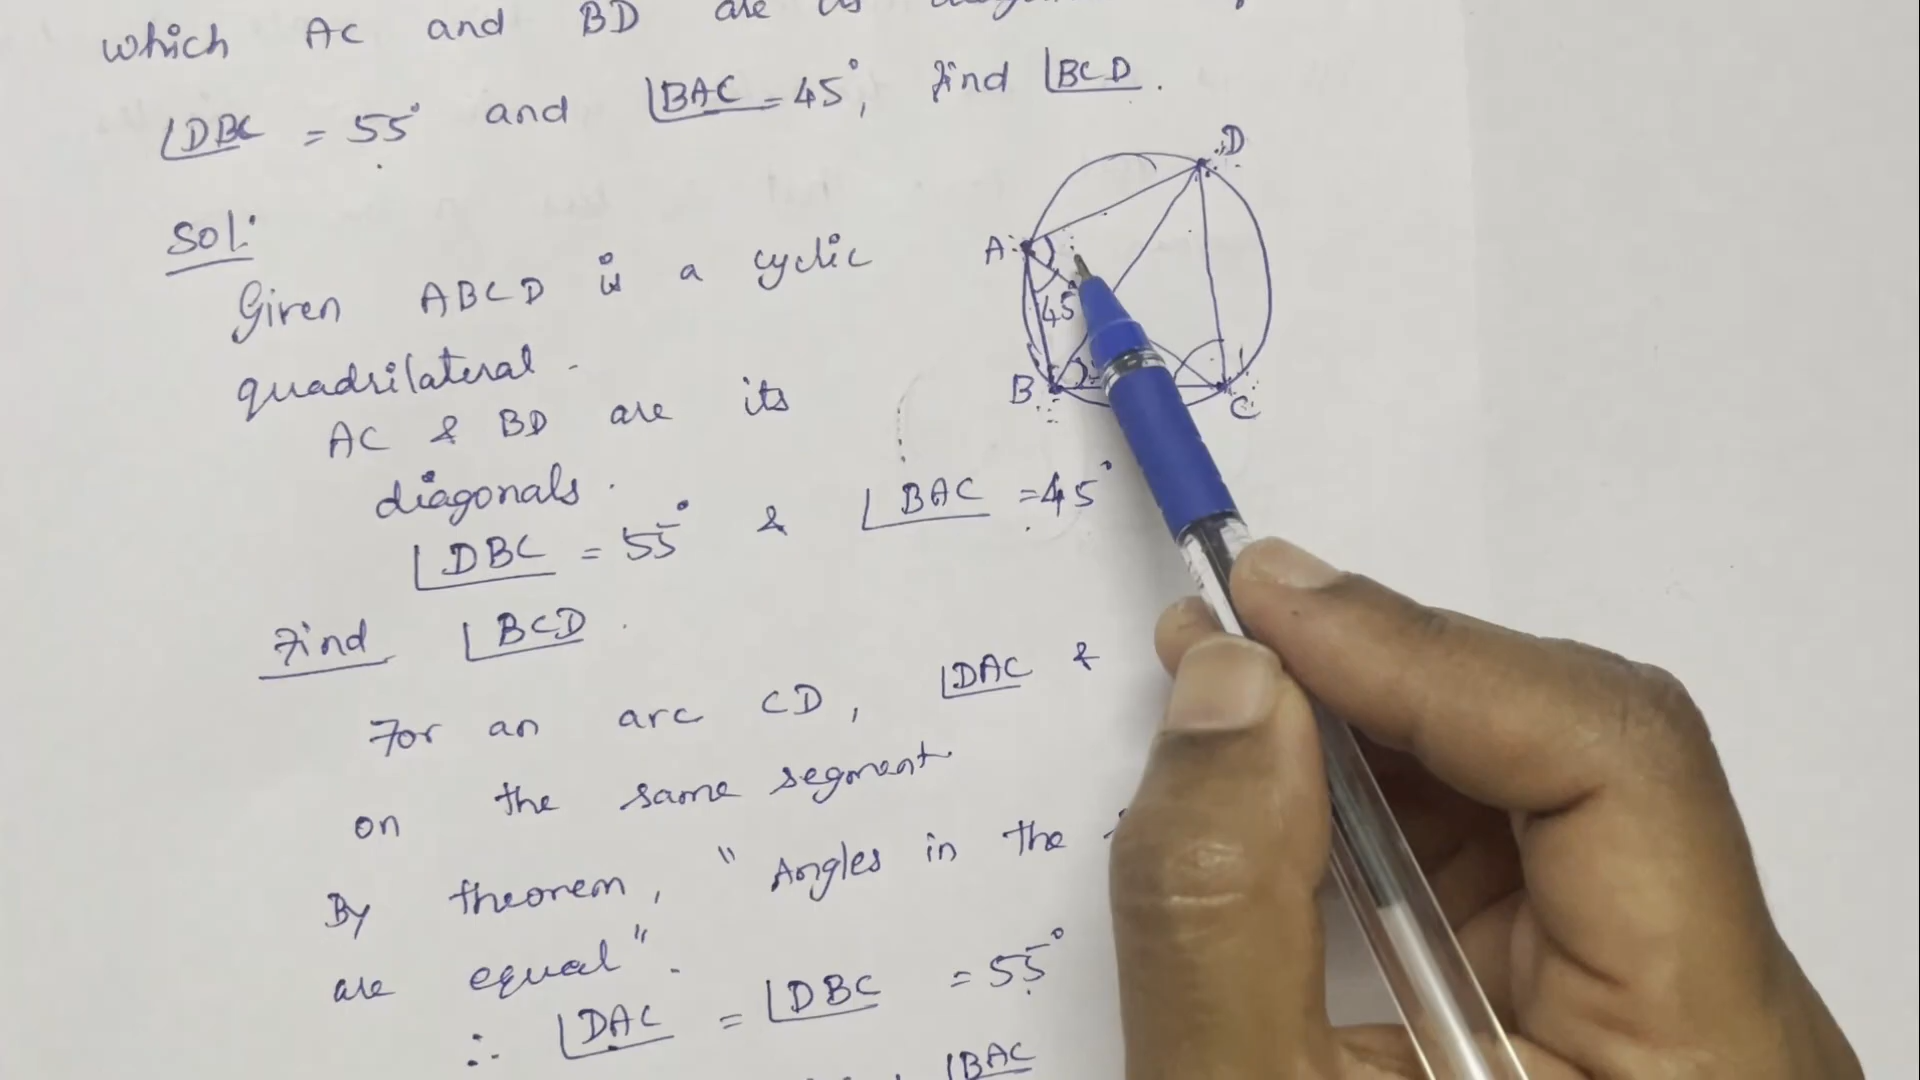 which AC and BD are its
∠DBC = 55° and ∠BAC = 45°, find ∠BCD.
Sol:
Given ABCD is a cyclic
quadrilateral.
AC & BD are its
diagonals.
∠DBC = 55° & ∠BAC = 45°
Find ∠BCD.
For an arc CD, ∠DAC &
on the same segment
By theorem, "Angles in the
are equal".
∴ ∠DAC = ∠DBC = 55°
∠BAC
D
A
45
B
C